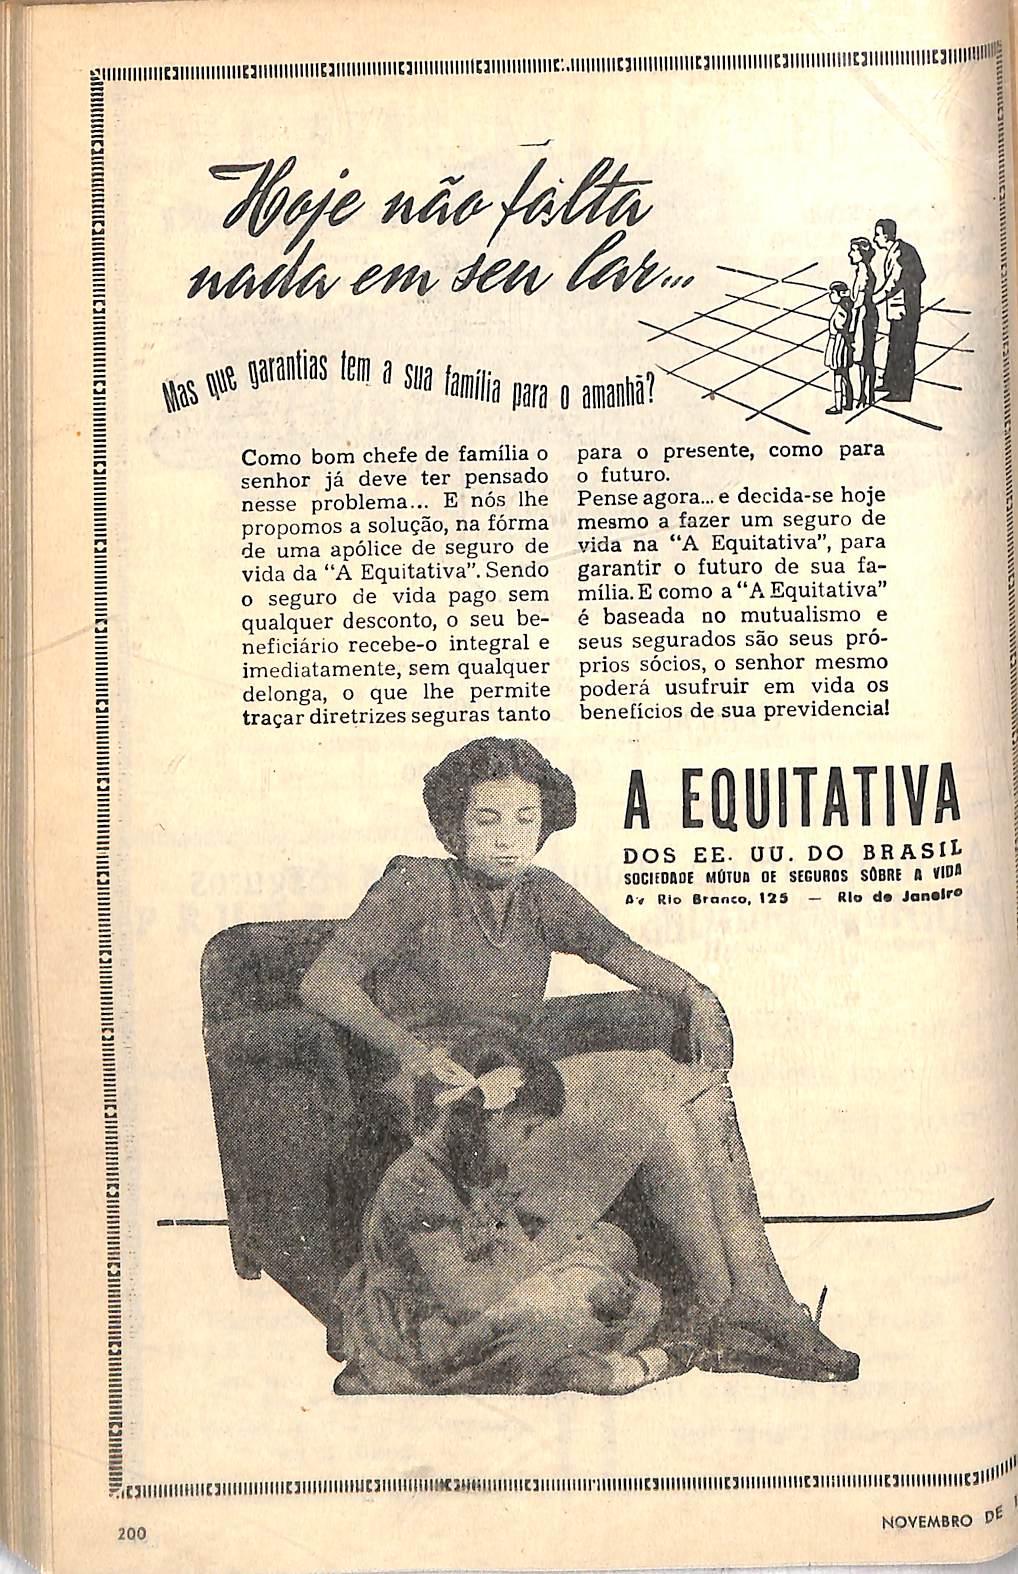 Hoje não falta
nada em seu lar...
Mas que garantias tem a sua família para o amanhã?
Como bom chefe de família o
senhor já deve ter pensado
nesse problema... E nós lhe
propomos a solução, na fórma
de uma apólice de seguro de
vida da “A Equitativa”. Sendo
o seguro de vida pago sem
qualquer desconto, o seu be-
neficiário recebe-o integral e
imediatamente, sem qualquer
delonga, o que lhe permite
traçar diretrizes seguras tanto
para o presente, como para
o futuro.
Pense agora... e decida-se hoje
mesmo a fazer um seguro de
vida na “A Equitativa”, para
garantir o futuro de sua fa-
mília. E como a “A Equitativa”
é baseada no mutualismo e
seus segurados são seus pró-
prios sócios, o senhor mesmo
poderá usufruir em vida os
benefícios de sua previdencia!
A EQUITATIVA
DOS EE. UU. DO BRASIL
SOCIEDADE MÚTUA DE SEGUROS SÔBRE A VIDA
Av Rio Branco, 125 — Rio de Janeiro
200
NOVEMBRO DE